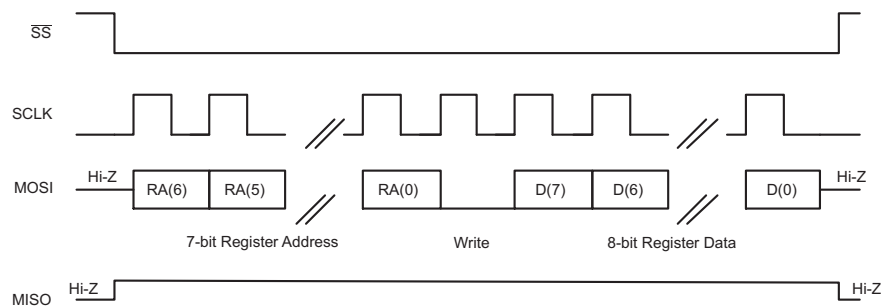 SS
SCLK
MOSI Hi-Z RA(6) RA(5) RA(0) D(7) D(6) D(0) Hi-Z
7-bit Register Address Write 8-bit Register Data
MISO Hi-Z Hi-Z